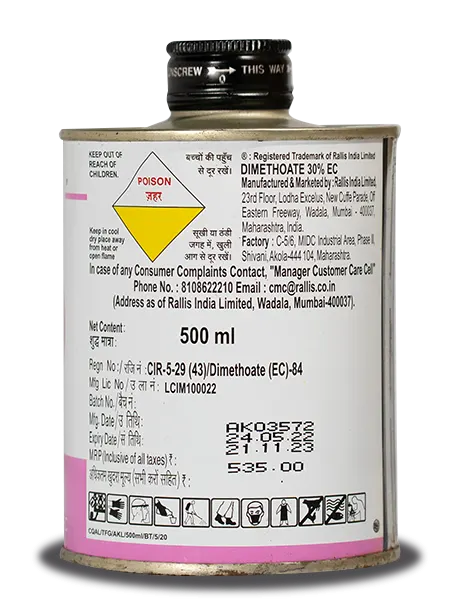 UNSCREW THIS WAY
KEEP OUT OF
REACH OF
CHILDREN.
POISON
ज़हर
बच्चों की पहुँच
से दूर रखें।
Keep in cool
dry place away
from heat or
open flame
सूखी या ठंडी
जगह में, खुली
आग से दूर रखें।
® : Registered Trademark of Rallis India Limited
DIMETHOATE 30% EC
Manufactured & Marketed by : Rallis India Limited,
23rd Floor, Lodha Excelus, New Cuffe Parade, Off
Eastern Freeway, Wadala, Mumbai - 400037,
Maharashtra, India.
Factory : C-5/6, MIDC Industrial Area, Phase II,
Shivani, Akola-444 104, Maharashtra.
In case of any Consumer Complaints Contact, "Manager Customer Care Cell"
Phone No. : 8108622210 Email : cmc@rallis.co.in
(Address as of Rallis India Limited, Wadala, Mumbai-400037).
Net Content :
शुद्ध मात्रा :
500 ml
Regn No :/ रजि नं :CIR-5-29 (43)/Dimethoate (EC)-84
Mfg Lic No / उ ला नं : LCIM100022
Batch No./ बैच नं :
AK03572
Mfg. Date/ उ तिथि :
24.05.22
Expiry Date/ स तिथि :
21.11.23
MRP(Inclusive of all taxes) ₹ :
535.00
अधिकतम खुदरा मूल्य (सभी करों सहित) ₹ :
CQAL/TFG/AKL/500ml/BT/5/20